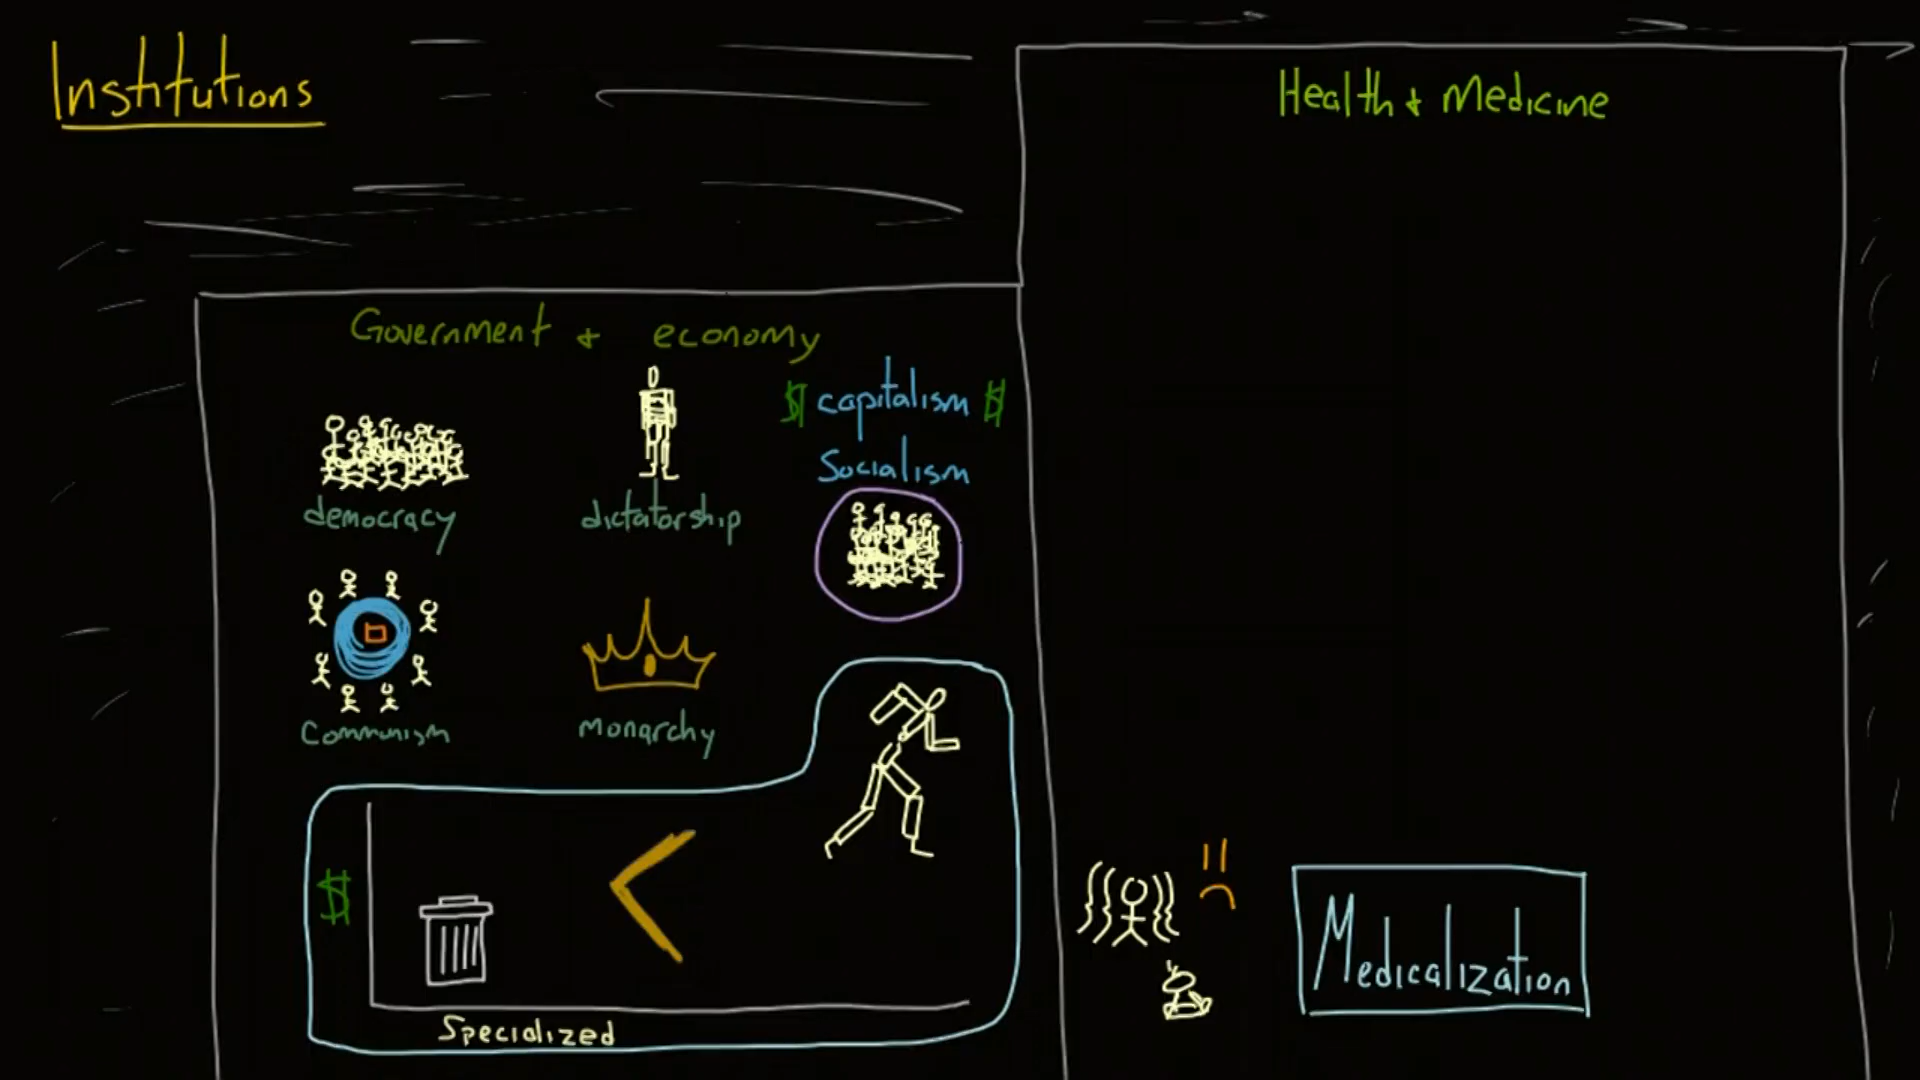 Institutions
Health & Medicine
Government & economy
$ capitalism $
Socialism
democracy
dictatorship
Communism
monarchy
$
Specialized
Medicalization